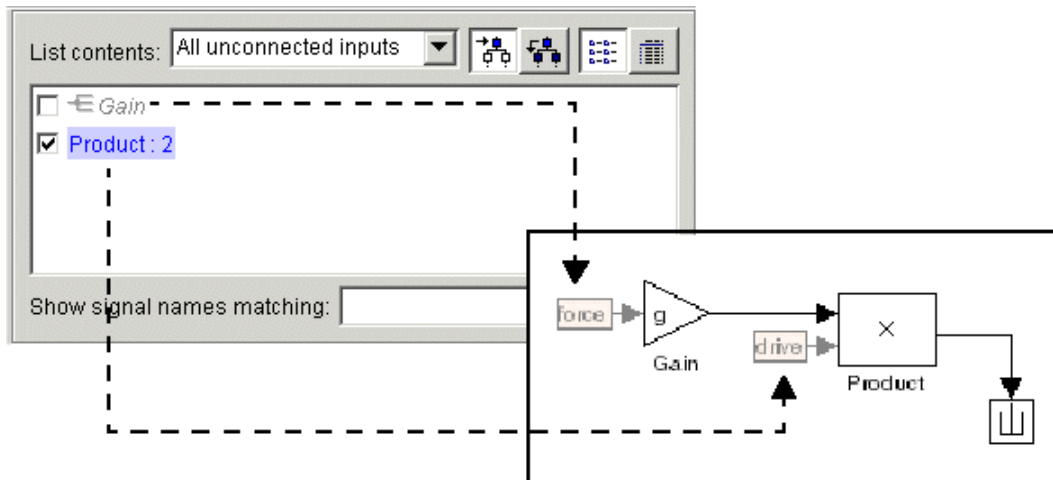 List contents: All unconnected inputs
Gain
Product : 2
Show signal names matching:
force
g
Gain
drive
×
Product